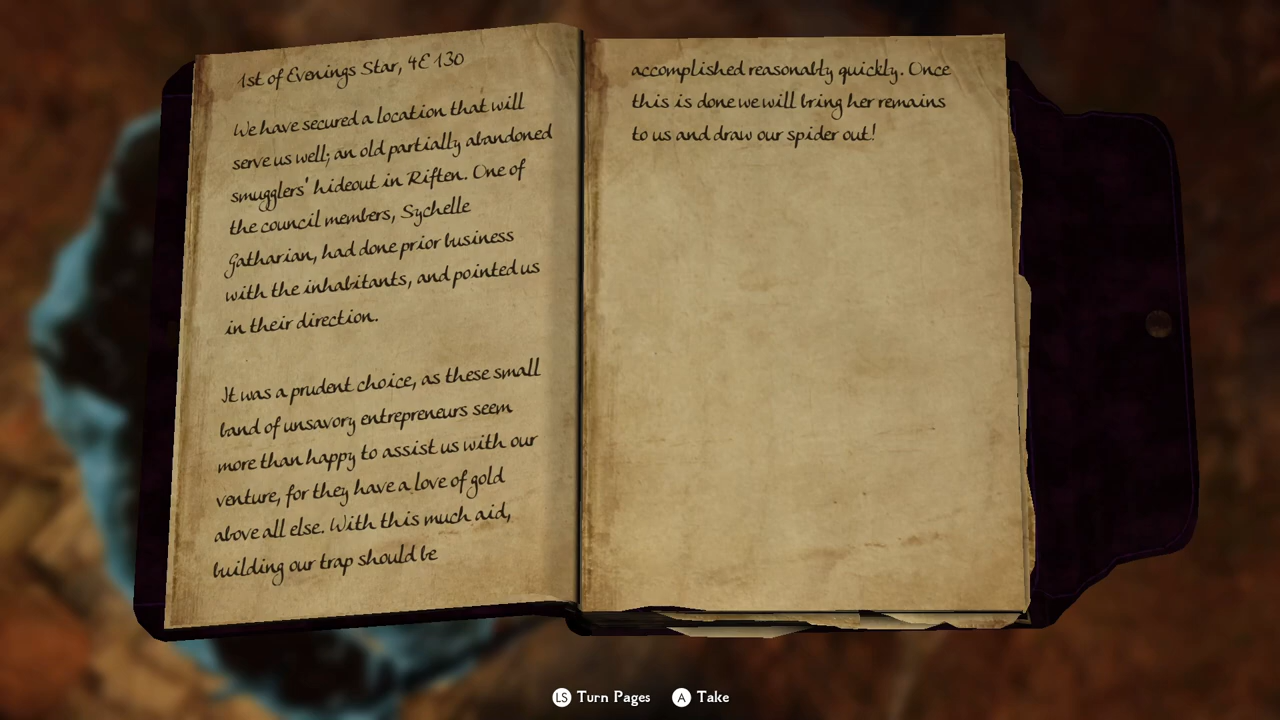 1st of Evenings Star, 4E 130
We have secured a location that will
serve us well; an old partially abandoned
smugglers' hideout in Riften. One of
the council members, Sychelle
Gatharian, had done prior business
with the inhabitants, and pointed us
in their direction.
It was a prudent choice, as these small
band of unsavory entrepreneurs seem
more than happy to assist us with our
venture, for they have a love of gold
above all else. With this much aid,
building our trap should be
accomplished reasonably quickly. Once
this is done we will bring her remains
to us and draw our spider out!
LS Turn Pages A Take